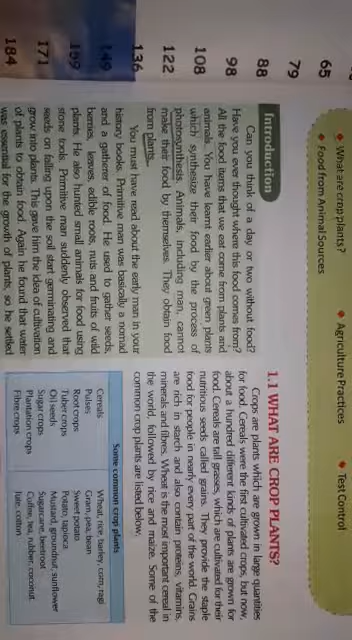 65
79
88
98
108
122
136
149
159
171
184
What are crop plants?
Agriculture Practices
Test Control
Food from Animal Sources
Introduction
Can you think of a day or two without food?
Have you ever thought where this food comes from?
All the food items that we eat come from plants and
animals. You have learnt earlier about green plants
which synthesize their food by the process of
photosynthesis. Animals, including man, cannot
make their food by themselves. They obtain food
from plants.
You must have read about the early man in your
history books. Primitive man was basically a nomad
and a gatherer of food. He used to gather seeds,
berries, leaves, edible roots, nuts and fruits of wild
plants. He also hunted small animals for food using
stone tools. Primitive man suddenly observed that
seeds on falling upon the soil start germinating and
grow into plants. This gave him the idea of cultivation
of plants to obtain food. Again he found that water
was essential for the growth of plants, so he settled
1.1 WHAT ARE CROP PLANTS?
Crops are plants which are grown in large quantities
for food. Cereals were the first cultivated crops, but now,
about a hundred different kinds of plants are grown for
food. Cereals are tall grasses, which are cultivated for their
nutritious seeds called grains. They provide the staple
food for people in nearly every part of the world. Grains
are rich in starch and also contain proteins, vitamins,
minerals and fibres. Wheat is the most important cereal in
the world, followed by rice and maize. Some of the
common crop plants are listed below.
Some common crop plants
Cereals Wheat, rice, barley, corn, ragi
Pulses Gram, pea, bean
Root crops Sweet potato
Tuber crops Potato, tapioca
Oil seeds Mustard, groundnut, sunflower
Sugar crops Sugarcane, beetroot
Plantation crops Coffee, tea, rubber, coconut
Fibre crops Jute, cotton